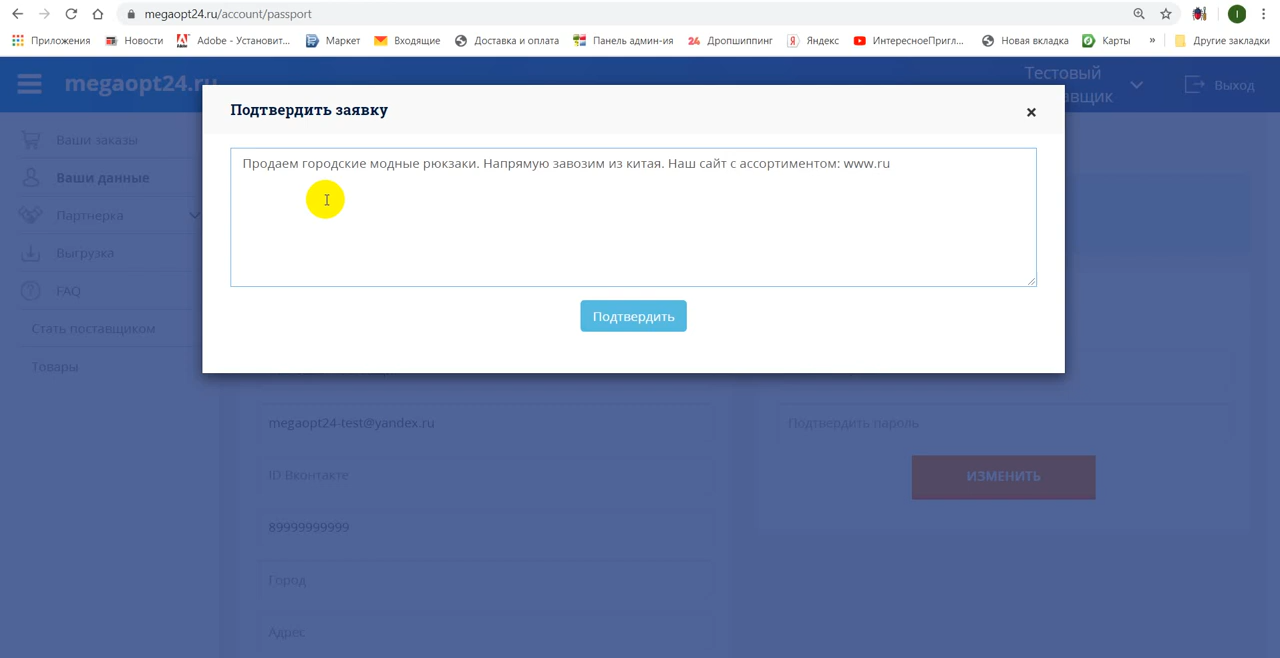 megaopt24.ru/account/passport
I
Приложения
Новости
Adobe - Установит...
Маркет
Входящие
Доставка и оплата
Панель админ-ия
24 Дропшиппинг
Я Яндекс
ИнтересноеПригл...
Новая вкладка
Карты
»
Другие закладки
megaopt24.ru
Тестовый
Выход
Подтвердить заявку
×
Продаем городские модные рюкзаки. Напрямую завозим из китая. Наш сайт с ассортиментом: www.ru
Подтвердить
Ваши заказы
Ваши данные
Партнерка
Выгрузка
FAQ
Стать поставщиком
Товары
megaopt24-test@yandex.ru
ID Вконтакте
89999999999
Город
Адрес
Подтвердить пароль
ИЗМЕНИТЬ